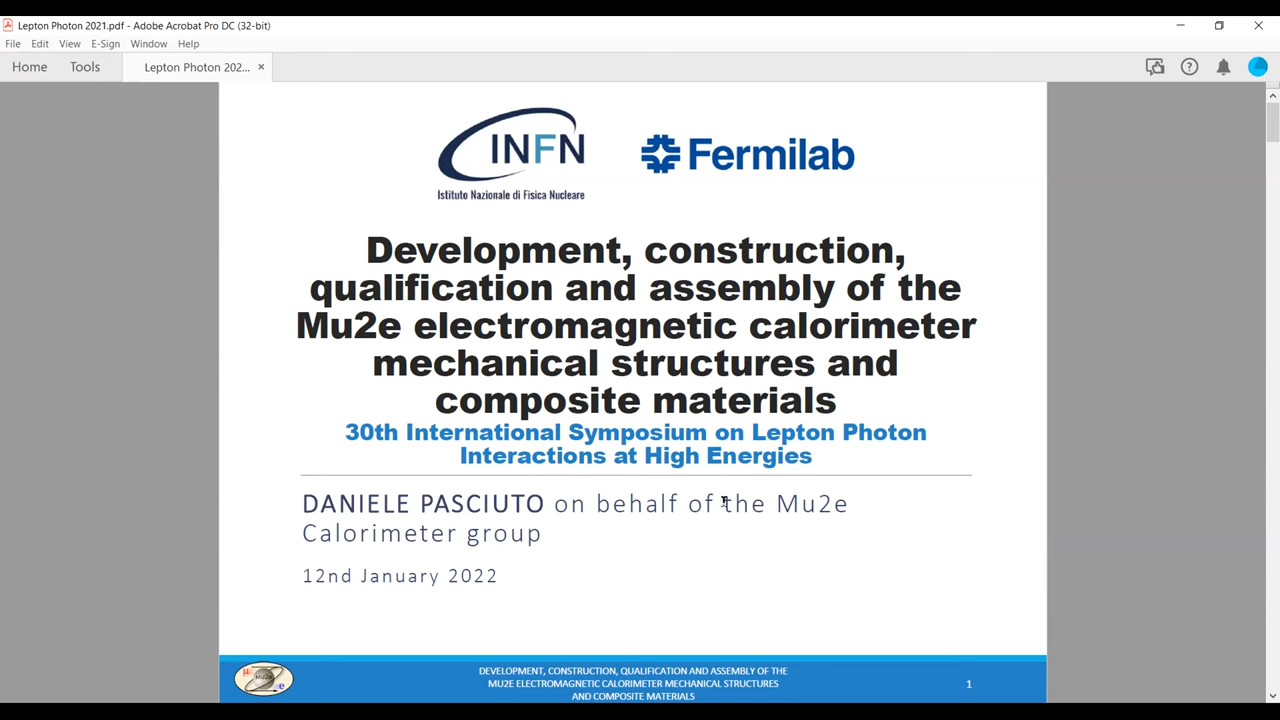 Lepton Photon 2021.pdf - Adobe Acrobat Pro DC (32-bit)
File Edit View E-Sign Window Help
Home Tools Lepton Photon 202... ×
INFN
Istituto Nazionale di Fisica Nucleare
Fermilab
Development, construction,
qualification and assembly of the
Mu2e electromagnetic calorimeter
mechanical structures and
composite materials
30th International Symposium on Lepton Photon
Interactions at High Energies
DANIELE PASCIUTO on behalf of the Mu2e
Calorimeter group
12nd January 2022
μ Mu2e e
DEVELOPMENT, CONSTRUCTION, QUALIFICATION AND ASSEMBLY OF THE
MU2E ELECTROMAGNETIC CALORIMETER MECHANICAL STRUCTURES
AND COMPOSITE MATERIALS
1